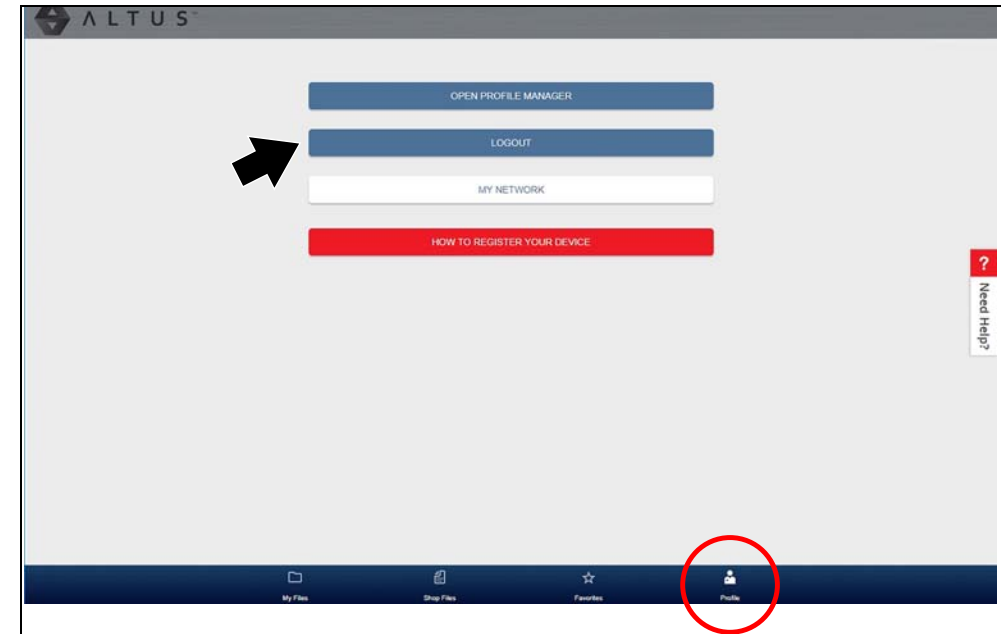 ALTUS
OPEN PROFILE MANAGER
LOGOUT
MY NETWORK
HOW TO REGISTER YOUR DEVICE
?
Need Help?
My Files
Shop Files
Favorites
Profile